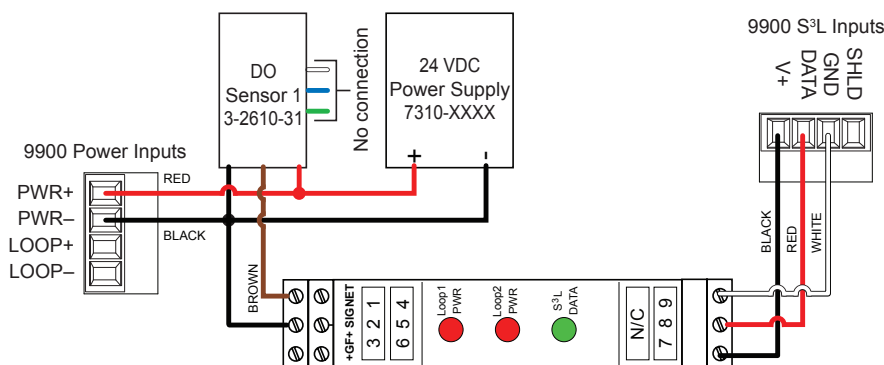 9900 S³L Inputs
V+
DATA
GND
SHLD
DO
Sensor 1
3-2610-31
No connection
24 VDC
Power Supply
7310-XXXX
+
-
9900 Power Inputs
PWR+
PWR–
LOOP+
LOOP–
RED
BLACK
BROWN
BLACK
RED
WHITE
+GF+ SIGNET
3 2 1
6 5 4
Loop1
PWR
Loop2
PWR
S³L
DATA
N/C
7 8 9